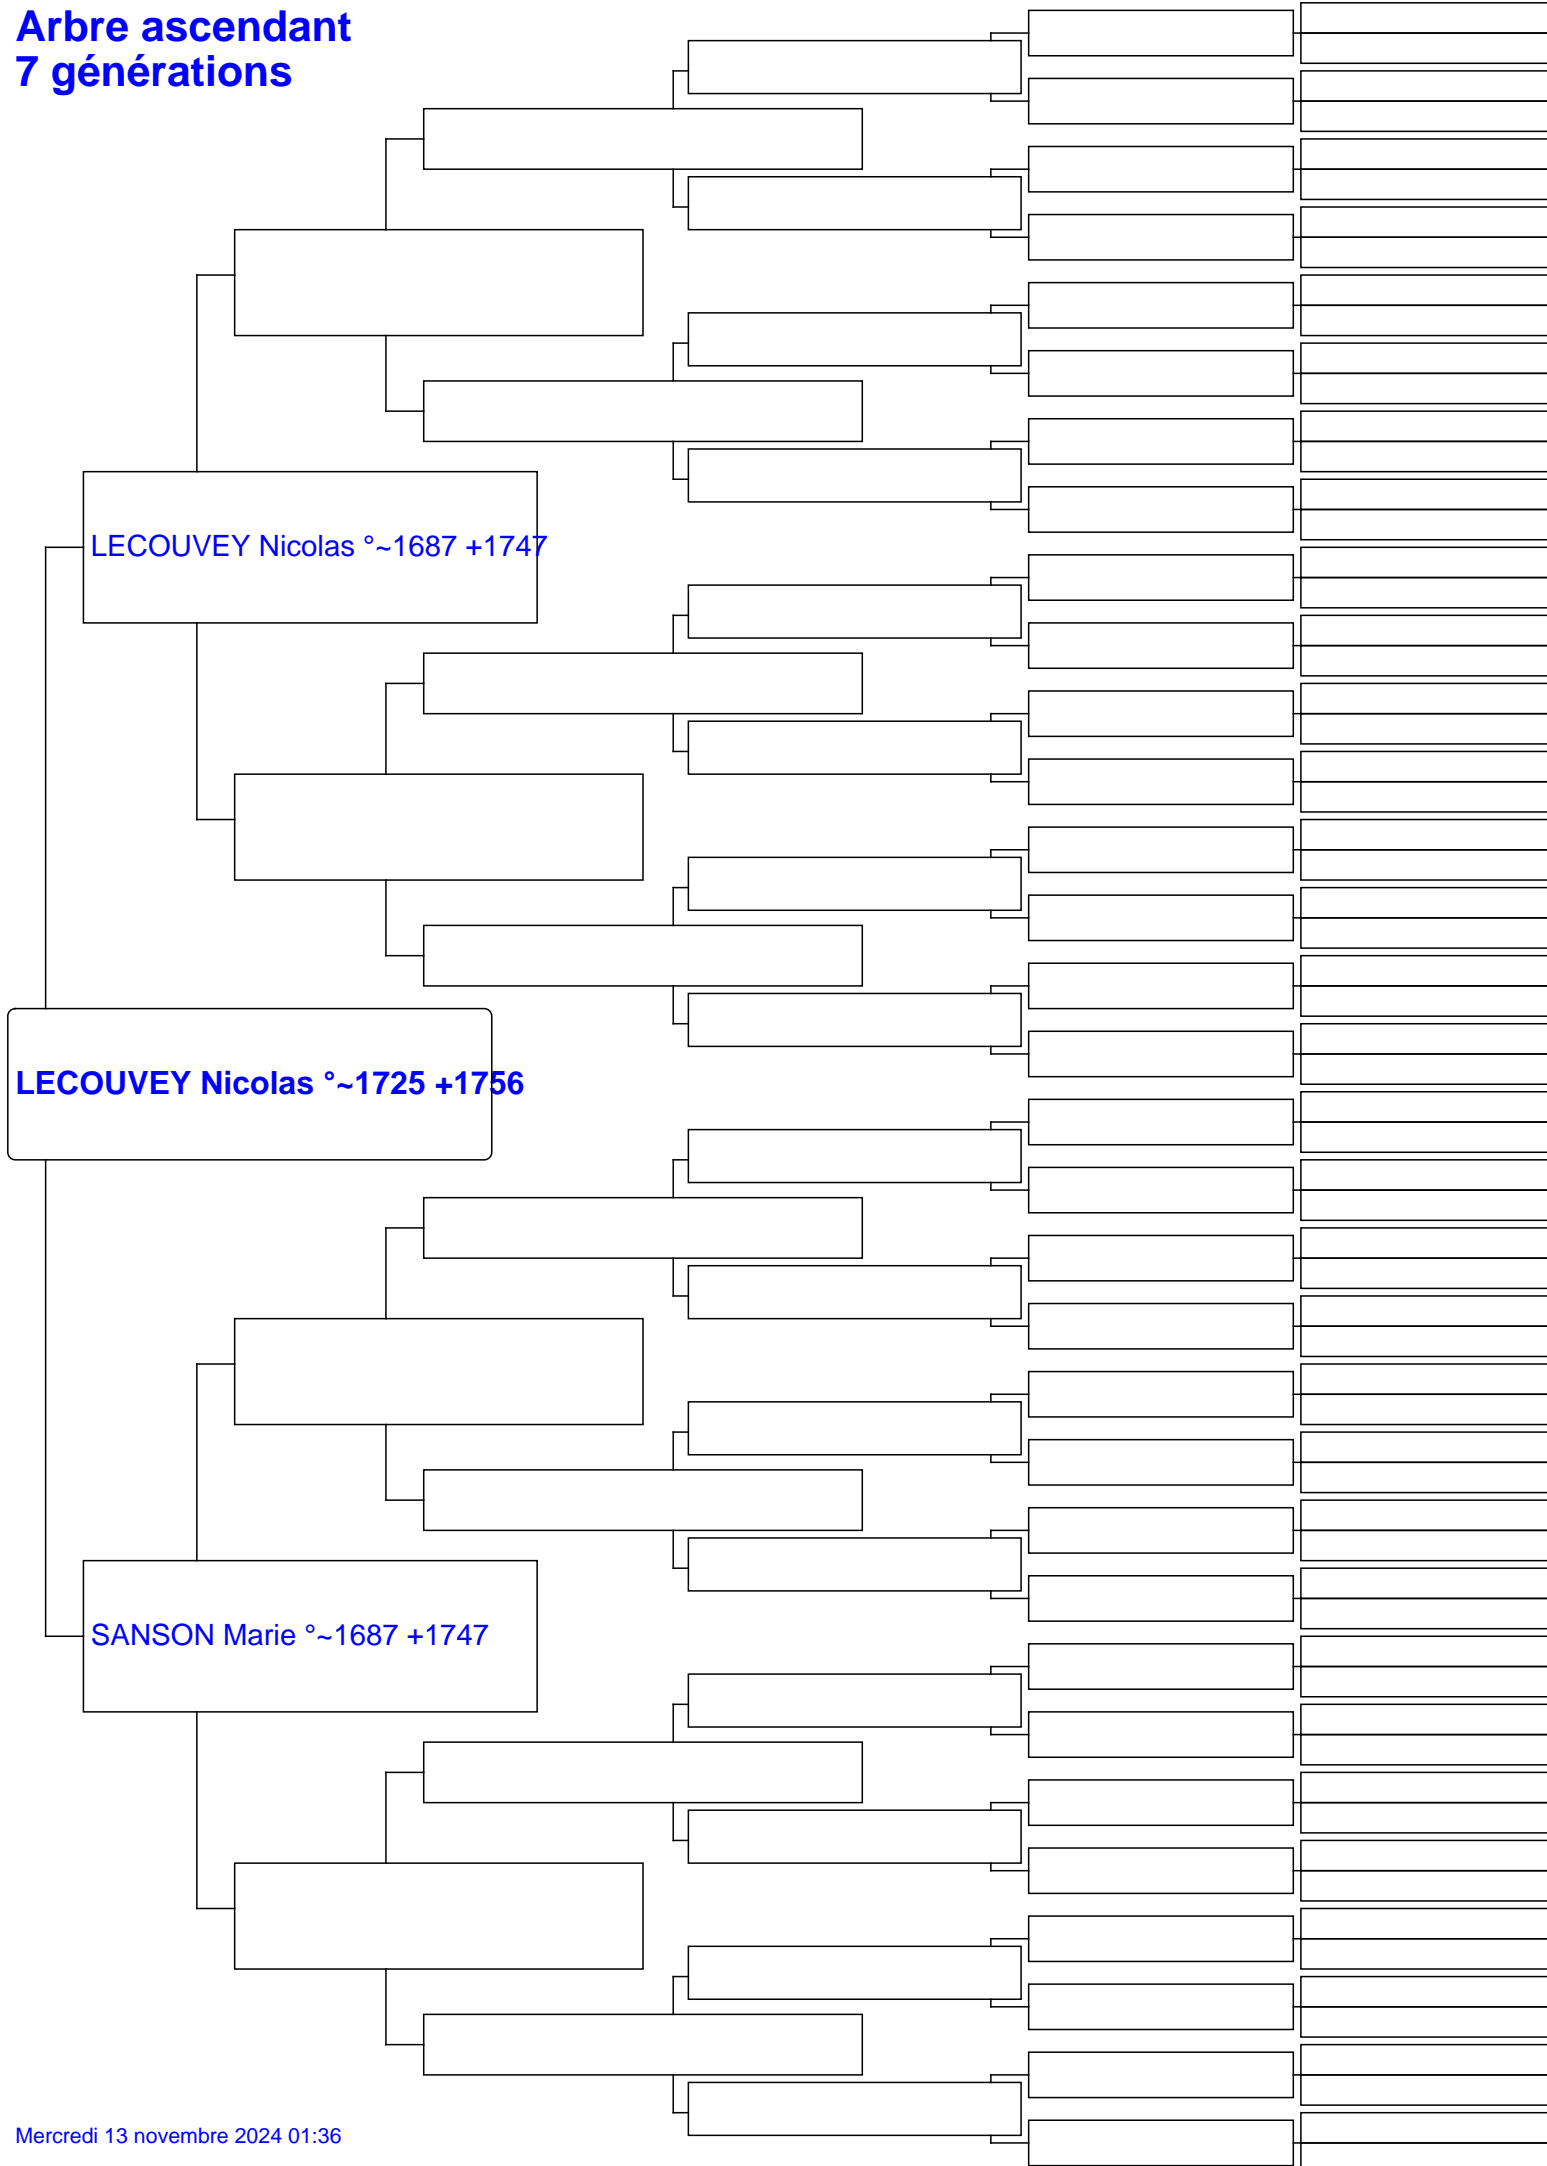 Arbre ascendant
7 générations
LECOUVEY Nicolas °~1687 +1747
LECOUVEY Nicolas °~1725 +1756
SANSON Marie °~1687 +1747
Mercredi 13 novembre 2024 01:36